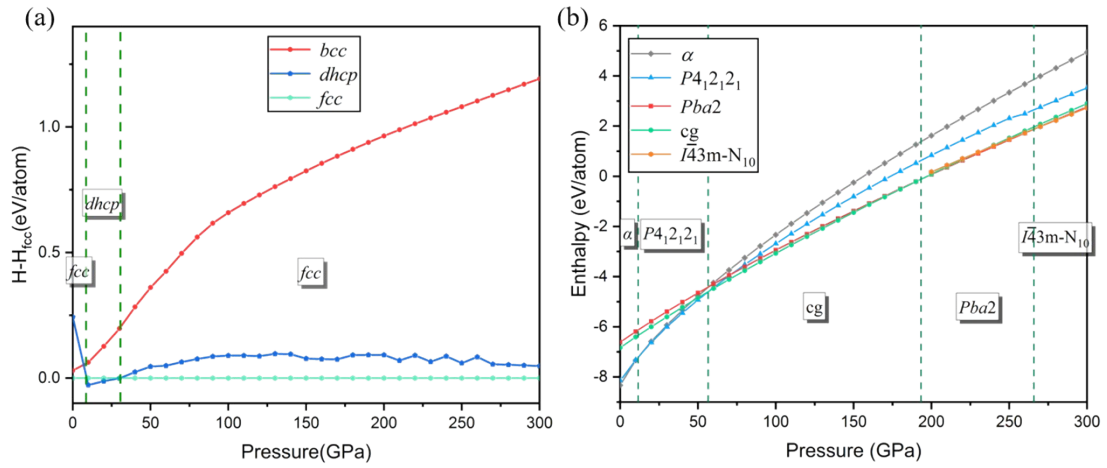 (a)
H-H_fcc(eV/atom)
1.0
0.5
0.0
bcc
dhcp
fcc
dhcp
fcc
fcc
0
50
100
150
200
250
300
Pressure(GPa)
(b)
Enthalpy (eV/atom)
6
4
2
0
-2
-4
-6
-8
α
P4₁2₁2₁
Pba2
cg
I4̅3m-N₁₀
α
P4₁2₁2₁
cg
Pba2
I4̅3m-N₁₀
0
50
100
150
200
250
300
Pressure (GPa)